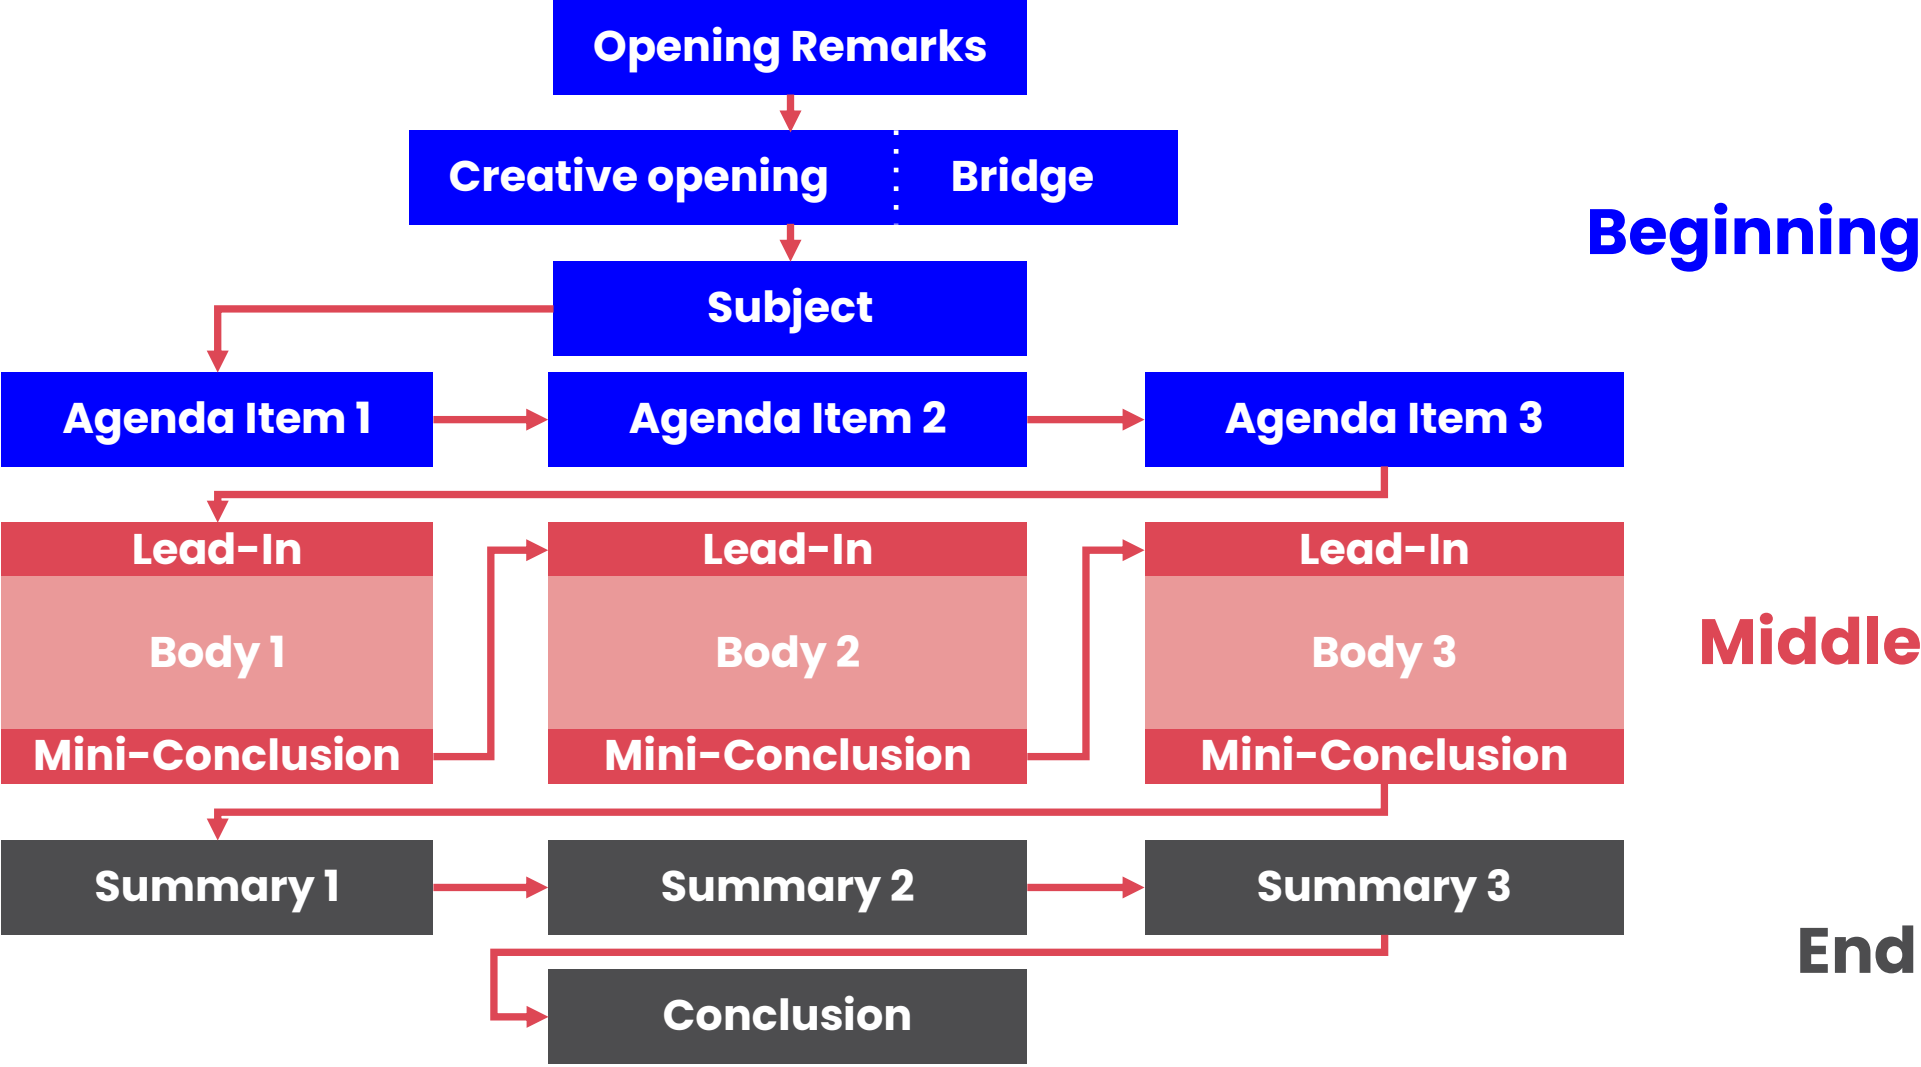 Opening Remarks
Creative opening
Bridge
Beginning
Subject
Agenda Item 1
Agenda Item 2
Agenda Item 3
Lead-In
Lead-In
Lead-In
Body 1
Body 2
Body 3
Middle
Mini-Conclusion
Mini-Conclusion
Mini-Conclusion
Summary 1
Summary 2
Summary 3
End
Conclusion